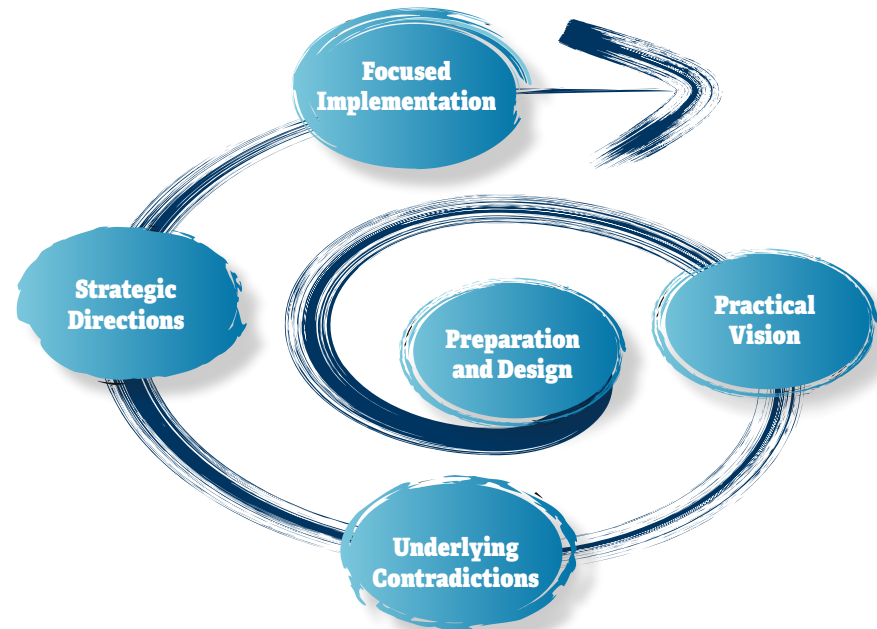 Focused
Implementation
Strategic
Directions
Practical
Vision
Preparation
and Design
Underlying
Contradictions